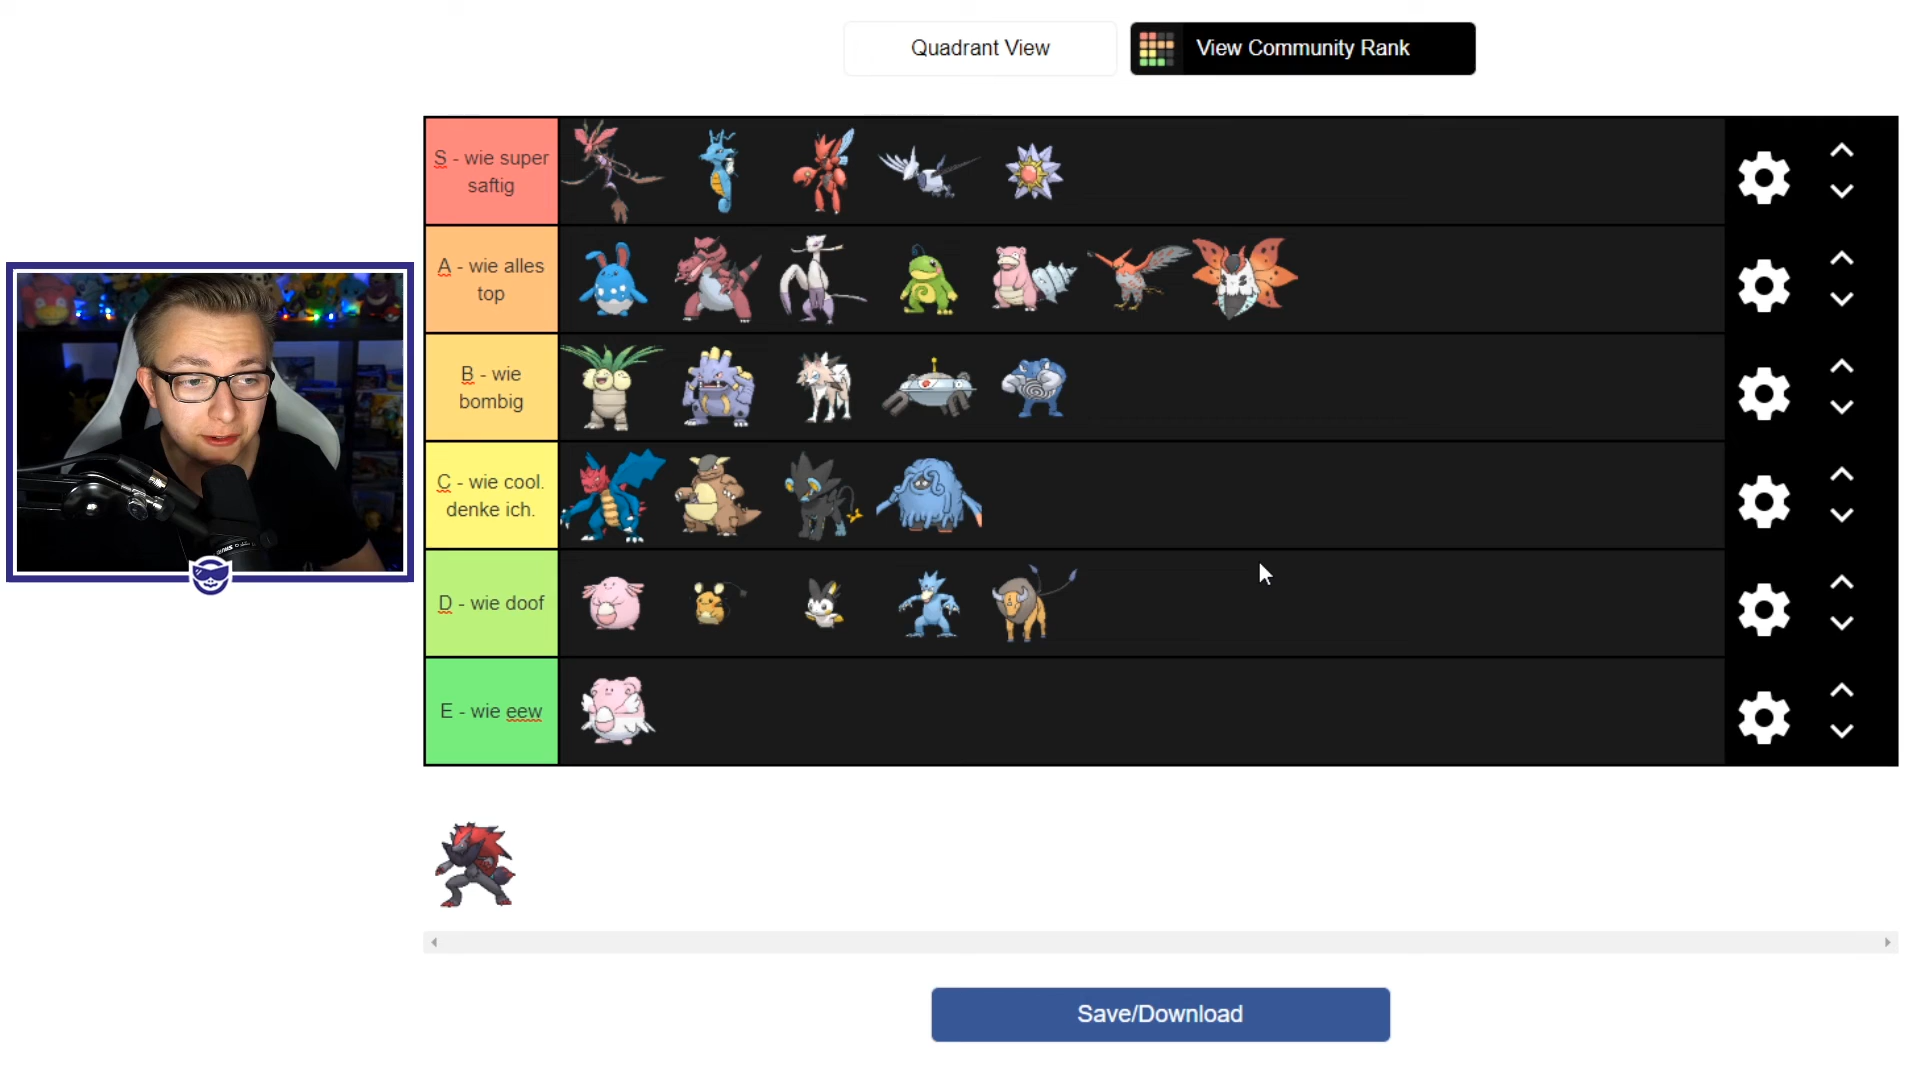 Quadrant View
View Community Rank
S - wie super
saftig
A - wie alles
top
B - wie
bombig
C - wie cool.
denke ich.
D - wie doof
E - wie eew
Save/Download